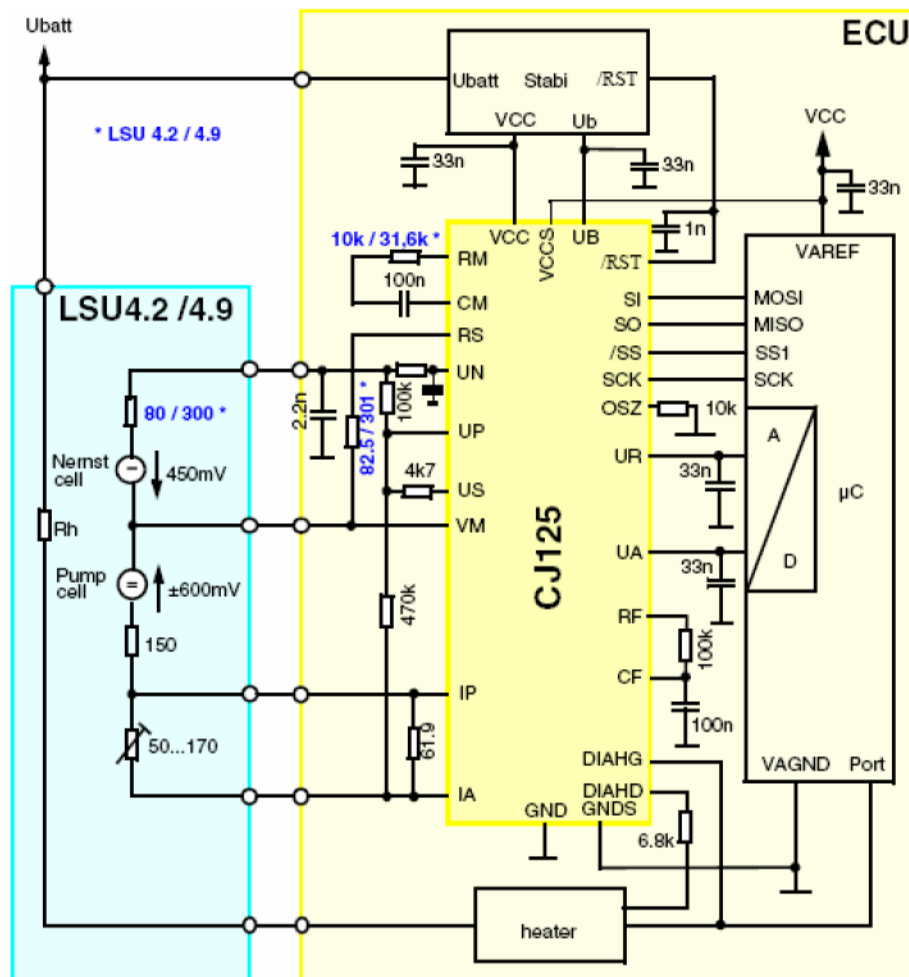 Ubatt
ECU
Ubatt
Stabi
/RST
VCC
Ub
* LSU 4.2 / 4.9
33n
33n
VCC
33n
1n
10k / 31,6k *
100n
VCC
VCCS
UB
RM
/RST
VAREF
CM
SI
MOSI
LSU4.2 /4.9
RS
SO
MISO
UN
/SS
SS1
SCK
SCK
80 / 300 *
2.2n
82.5 / 301 *
100k
OSZ
10k
UP
A
Nernst
cell
450mV
4k7
US
UR
33n
µC
Rh
VM
CJ125
UA
D
33n
Pump
cell
±600mV
470k
RF
100k
150
CF
IP
100n
50...170
61.9
DIAHG
VAGND
Port
IA
DIAHD
GND
GNDS
6.8k
heater